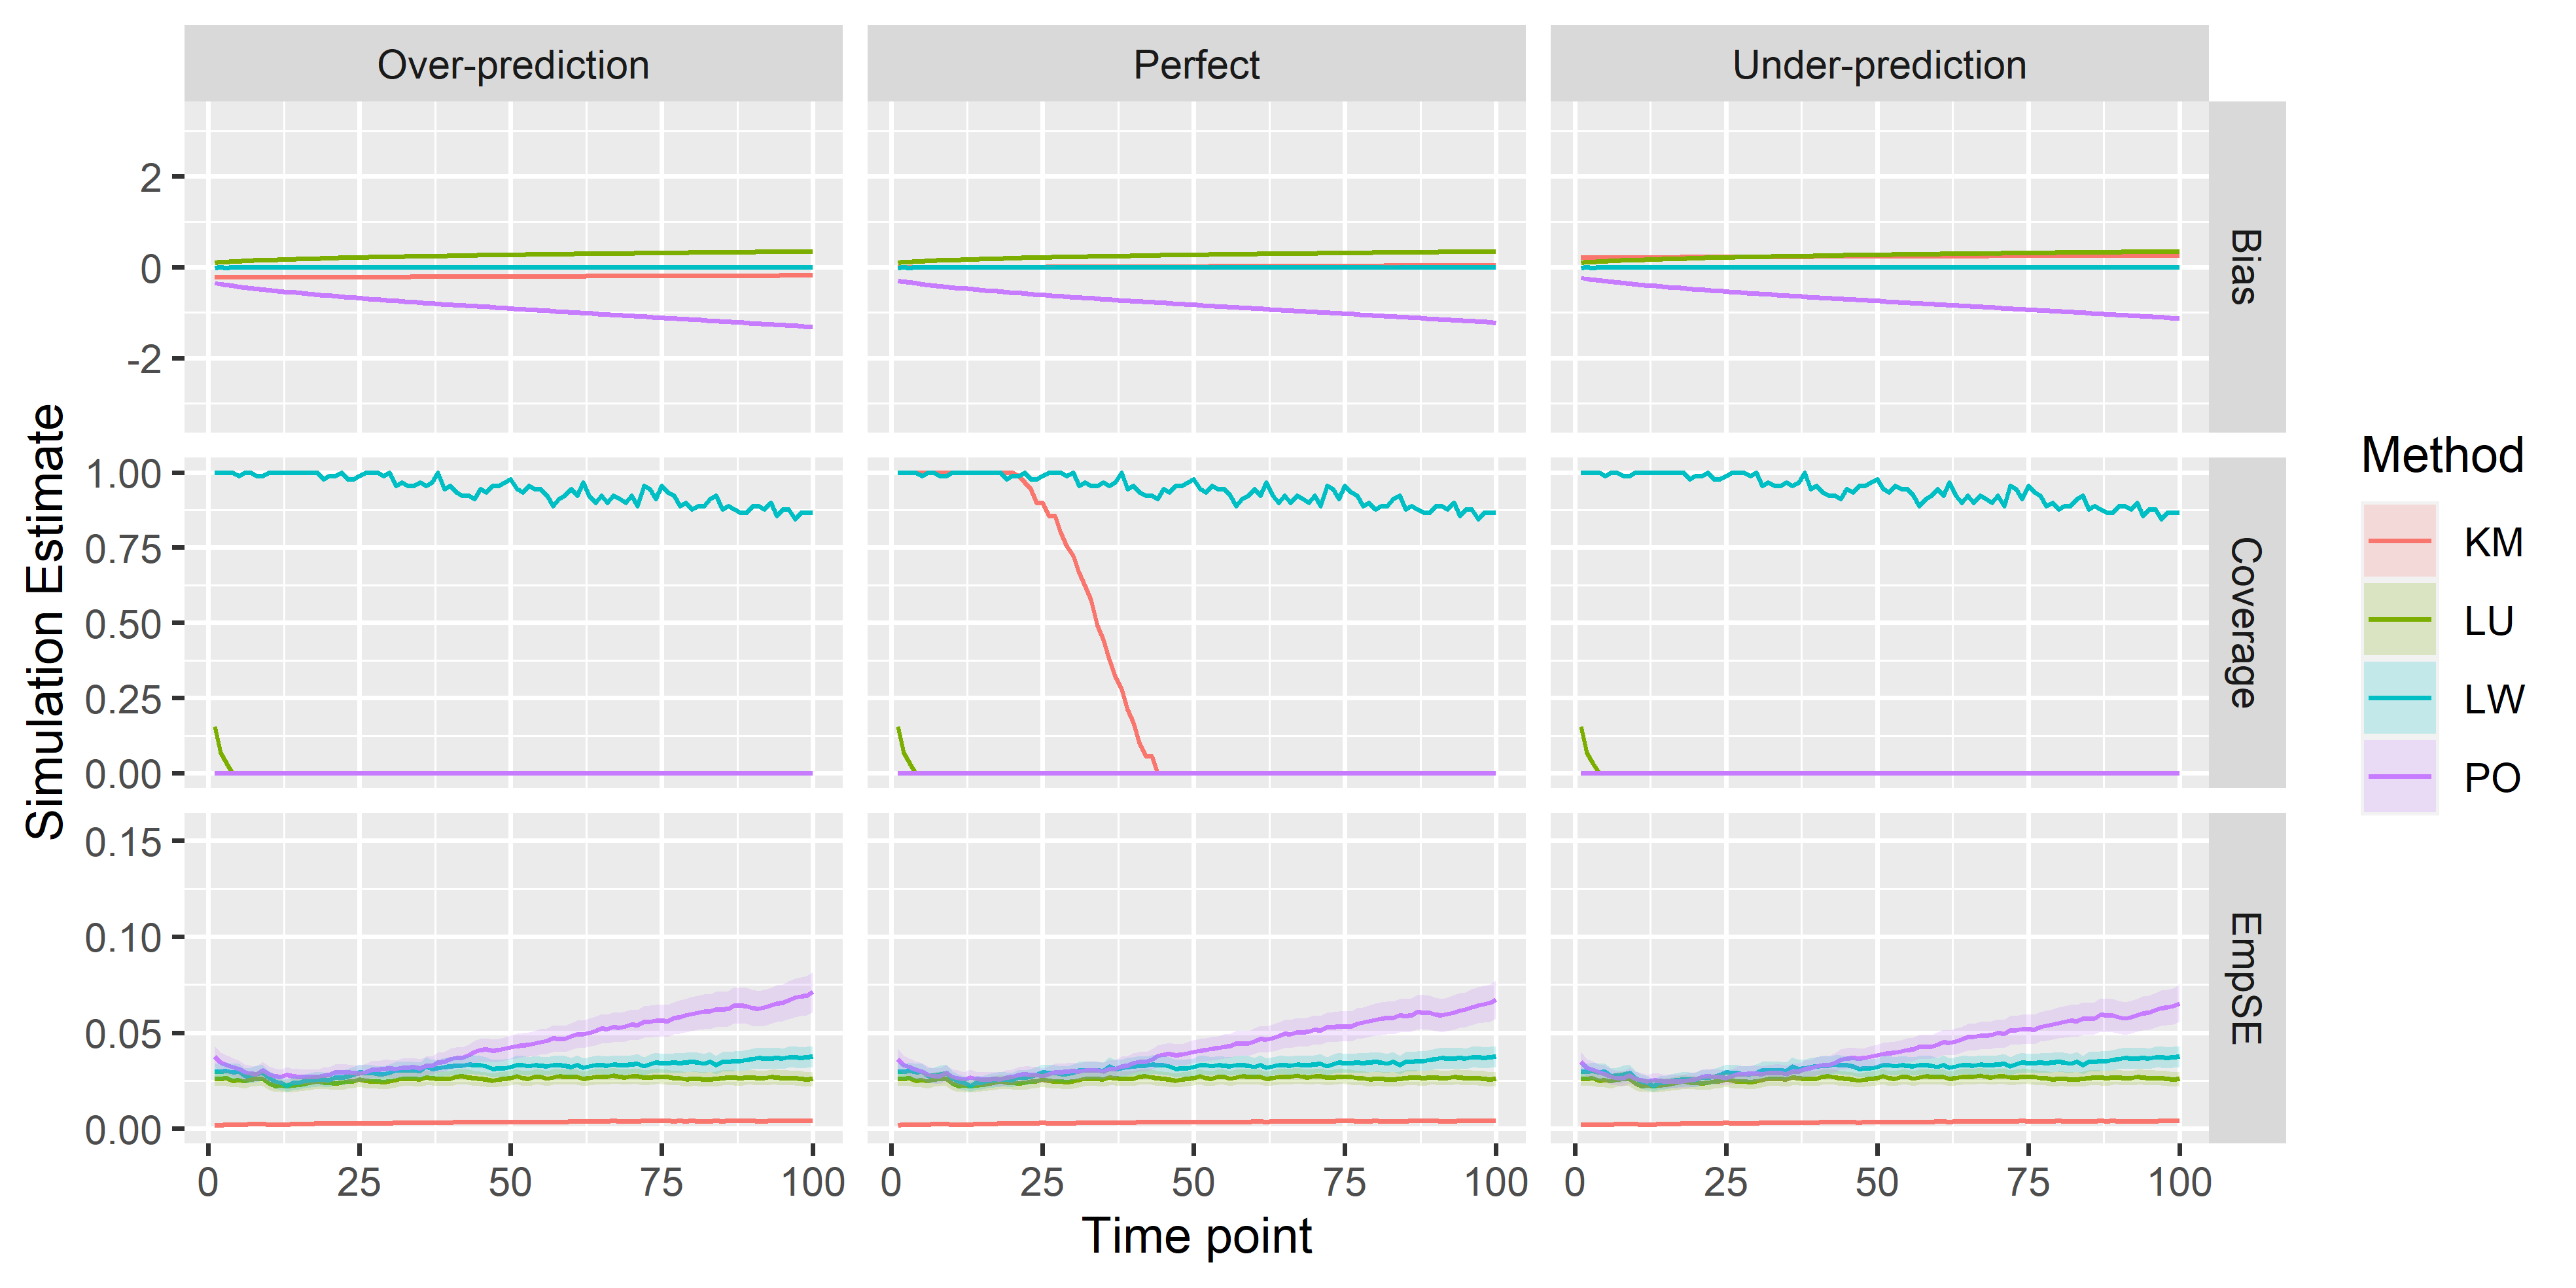 Over-prediction
Perfect
Under-prediction
2
0
-2
Bias
1.00
0.75
0.50
0.25
0.00
Coverage
0.15
0.10
0.05
0.00
EmpSE
0 25 50 75 100
0 25 50 75 100
0 25 50 75 100
Time point
Simulation Estimate
Method
KM
LU
LW
PO